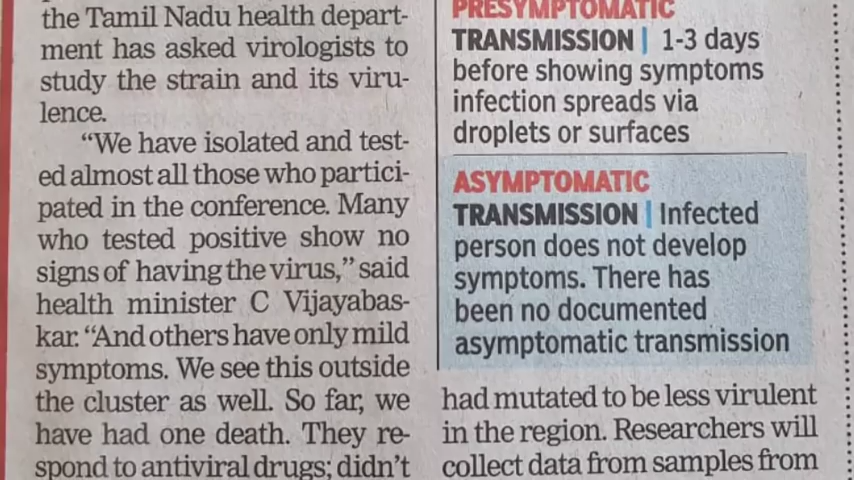 the Tamil Nadu health depart-
ment has asked virologists to
study the strain and its viru-
lence.
“We have isolated and test-
ed almost all those who partici-
pated in the conference. Many
who tested positive show no
signs of having the virus,” said
health minister C Vijayabas-
kar. “And others have only mild
symptoms. We see this outside
the cluster as well. So far, we
have had one death. They re-
spond to antiviral drugs; didn’t
PRESYMPTOMATIC
TRANSMISSION | 1-3 days
before showing symptoms
infection spreads via
droplets or surfaces
ASYMPTOMATIC
TRANSMISSION | Infected
person does not develop
symptoms. There has
been no documented
asymptomatic transmission
had mutated to be less virulent
in the region. Researchers will
collect data from samples from